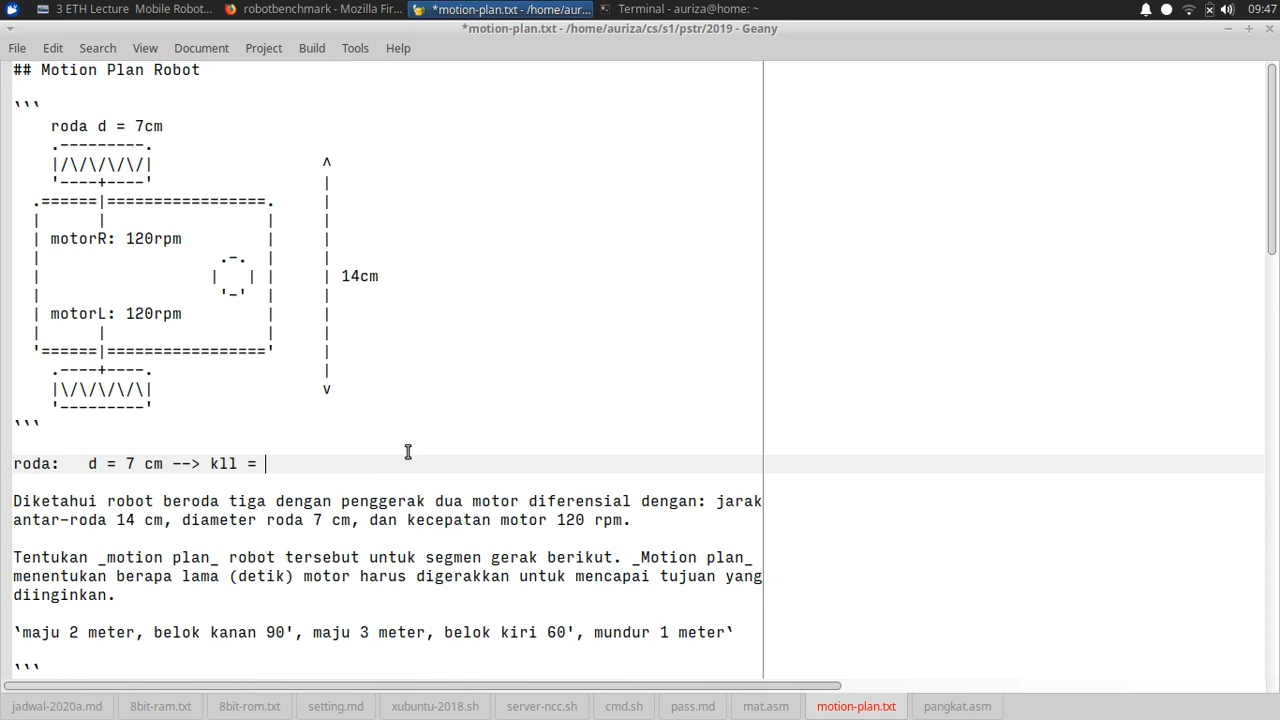 3 ETH Lecture  Mobile Robot...
robotbenchmark - Mozilla Fir...
*motion-plan.txt - /home/aur...
Terminal - auriza@home: ~
09:47
*motion-plan.txt - /home/auriza/cs/s1/pstr/2019 - Geany
File Edit Search View Document Project Build Tools Help
## Motion Plan Robot
```
    roda d = 7cm
    .---------.
    |/\/\/\/\/|                   ^
    '----+----'                   |
  .======|=================.      |
  |      |                 |      |
  | motorR: 120rpm         |      |
  |                   .-.  |      |
  |                  |   | |      | 14cm
  |                   '-'  |      |
  | motorL: 120rpm         |      |
  |      |                 |      |
  '======|================='      |
    .----+----.                   |
    |\/\/\/\/\|                   v
    '---------'
```
roda:   d = 7 cm --> kll =
Diketahui robot beroda tiga dengan penggerak dua motor diferensial dengan: jarak
antar-roda 14 cm, diameter roda 7 cm, dan kecepatan motor 120 rpm.
Tentukan _motion plan_ robot tersebut untuk segmen gerak berikut. _Motion plan_
menentukan berapa lama (detik) motor harus digerakkan untuk mencapai tujuan yang
diinginkan.
`maju 2 meter, belok kanan 90', maju 3 meter, belok kiri 60', mundur 1 meter`
```
jadwal-2020a.md 8bit-ram.txt 8bit-rom.txt setting.md xubuntu-2018.sh server-ncc.sh cmd.sh pass.md mat.asm motion-plan.txt pangkat.asm